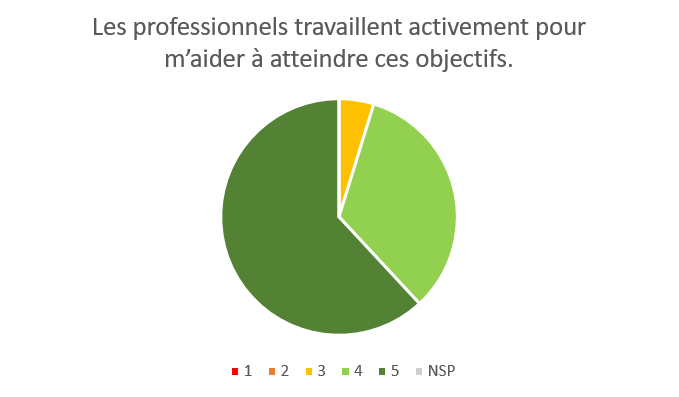 Les professionnels travaillent activement pour
m’aider à atteindre ces objectifs.
1 2 3 4 5 NSP